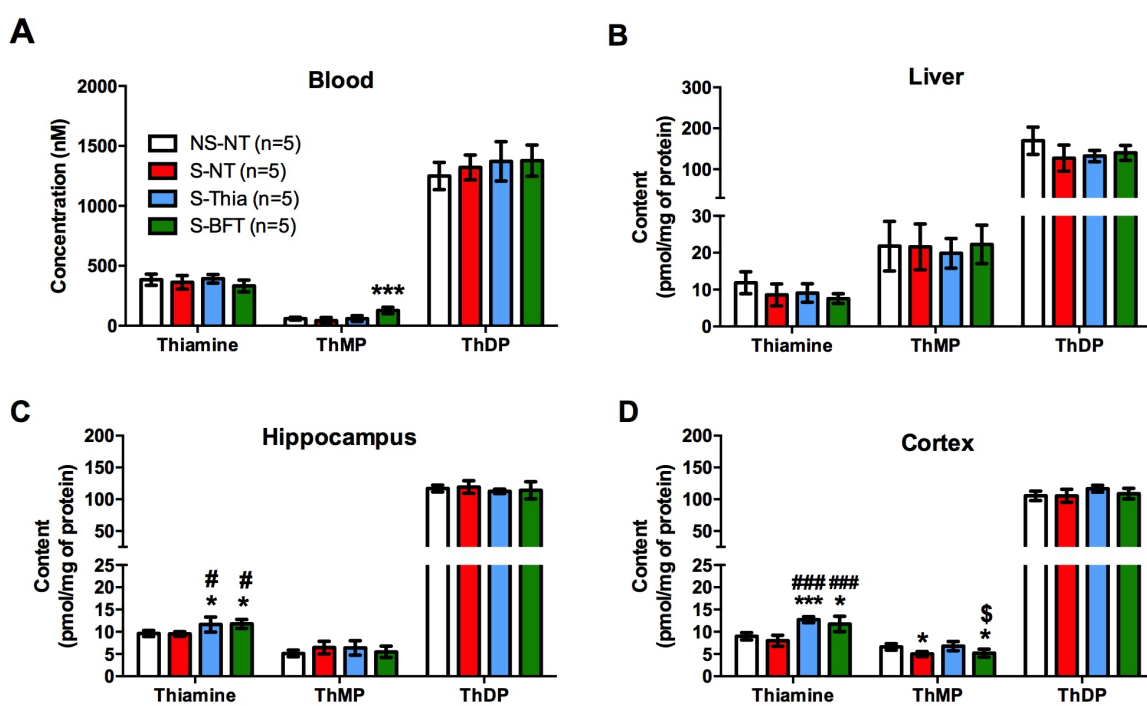 A
Blood
Concentration (nM)
2000
1500
1000
500
0
NS-NT (n=5)
S-NT (n=5)
S-Thia (n=5)
S-BFT (n=5)
***
Thiamine ThMP ThDP
B
Liver
Content
(pmol/mg of protein)
300
200
100
30
20
10
0
Thiamine ThMP ThDP
C
Hippocampus
Content
(pmol/mg of protein)
200
150
100
50
25
20
15
10
5
0
# #
* *
Thiamine ThMP ThDP
D
Cortex
Content
(pmol/mg of protein)
200
150
100
50
25
20
15
10
5
0
### ###
*** *
$
* *
Thiamine ThMP ThDP